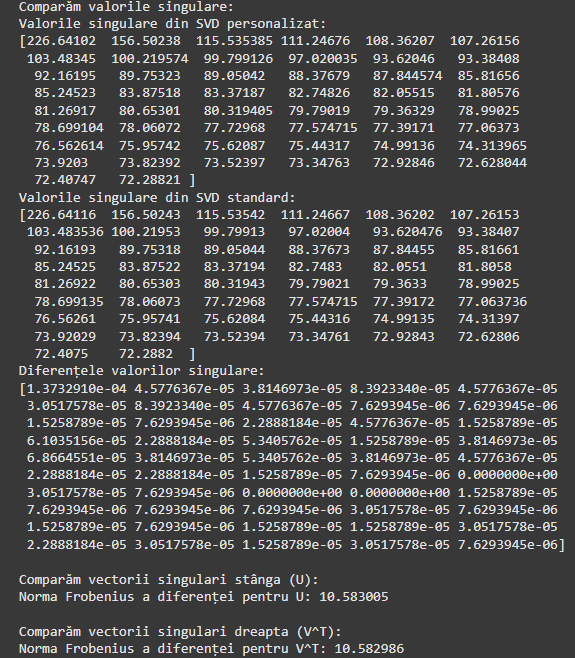 Comparăm valorile singulare:
Valorile singulare din SVD personalizat:
[226.64102 156.50238 115.535385 111.24676 108.36207 107.26156
103.48345 100.219574 99.799126 97.020035 93.62046 93.38408
92.16195 89.75323 89.05042 88.37679 87.844574 85.81656
85.24523 83.87518 83.37187 82.74826 82.05515 81.80576
81.26917 80.65301 80.319405 79.79019 79.36329 78.99025
78.699104 78.06072 77.72968 77.574715 77.39171 77.06373
76.562614 75.95742 75.62087 75.44317 74.99136 74.313965
73.9203 73.82392 73.52397 73.34763 72.92846 72.628044
72.40747 72.28821 ]
Valorile singulare din SVD standard:
[226.64116 156.50243 115.53542 111.24667 108.36202 107.26153
103.483536 100.21953 99.79913 97.02004 93.620476 93.38407
92.16193 89.75318 89.05044 88.37673 87.84455 85.81661
85.24525 83.87522 83.37194 82.7483 82.0551 81.8058
81.26922 80.65303 80.31943 79.79021 79.3633 78.99025
78.699135 78.06073 77.72968 77.574715 77.39172 77.063736
76.56261 75.95741 75.62084 75.44316 74.99135 74.31397
73.92029 73.82394 73.52394 73.34761 72.92843 72.62806
72.4075 72.2882 ]
Diferențele valorilor singulare:
[1.3732910e-04 4.5776367e-05 3.8146973e-05 8.3923340e-05 4.5776367e-05
3.0517578e-05 8.3923340e-05 4.5776367e-05 7.6293945e-06 7.6293945e-06
1.5258789e-05 7.6293945e-06 2.2888184e-05 4.5776367e-05 1.5258789e-05
6.1035156e-05 2.2888184e-05 5.3405762e-05 1.5258789e-05 3.8146973e-05
6.8664551e-05 3.8146973e-05 5.3405762e-05 3.8146973e-05 4.5776367e-05
2.2888184e-05 2.2888184e-05 1.5258789e-05 7.6293945e-06 0.0000000e+00
3.0517578e-05 7.6293945e-06 0.0000000e+00 0.0000000e+00 1.5258789e-05
7.6293945e-06 7.6293945e-06 7.6293945e-06 3.0517578e-05 7.6293945e-06
1.5258789e-05 7.6293945e-06 1.5258789e-05 1.5258789e-05 3.0517578e-05
2.2888184e-05 3.0517578e-05 1.5258789e-05 3.0517578e-05 7.6293945e-06]
Comparăm vectorii singulari stânga (U):
Norma Frobenius a diferenței pentru U: 10.583005
Comparăm vectorii singulari dreapta (V^T):
Norma Frobenius a diferenței pentru V^T: 10.582986